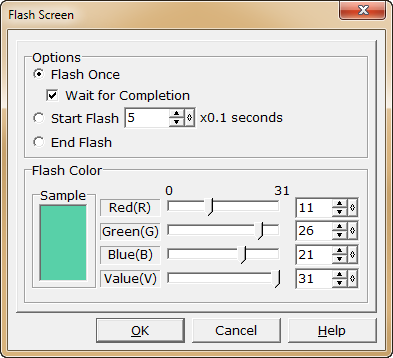 Flash Screen
Options
Flash Once
Wait for Completion
Start Flash 5 x0.1 seconds
End Flash
Flash Color
Sample
0 31
Red(R) 11
Green(G) 26
Blue(B) 21
Value(V) 31
OK Cancel Help